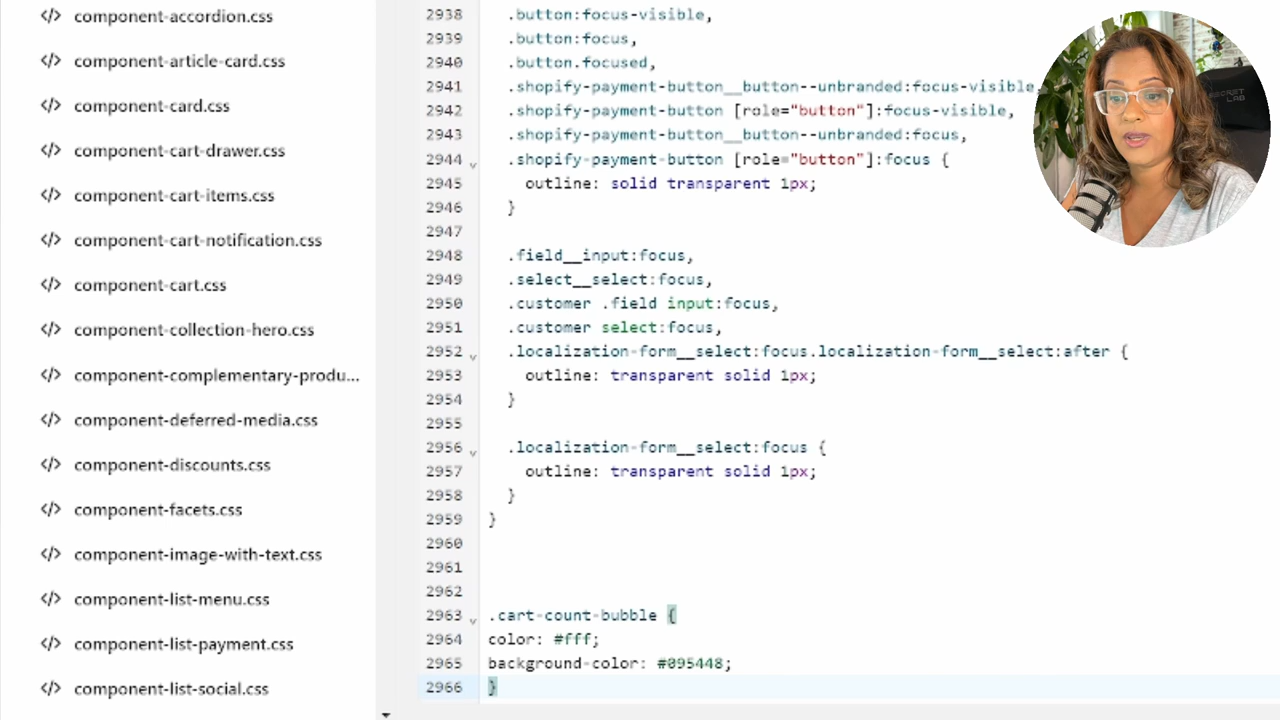 component-accordion.css
component-article-card.css
component-card.css
component-cart-drawer.css
component-cart-items.css
component-cart-notification.css
component-cart.css
component-collection-hero.css
component-complementary-produ...
component-deferred-media.css
component-discounts.css
component-facets.css
component-image-with-text.css
component-list-menu.css
component-list-payment.css
component-list-social.css
2938 .button:focus-visible,
2939 .button:focus,
2940 .button.focused,
2941 .shopify-payment-button__button--unbranded:focus-visible,
2942 .shopify-payment-button [role="button"]:focus-visible,
2943 .shopify-payment-button__button--unbranded:focus,
2944 .shopify-payment-button [role="button"]:focus {
2945 outline: solid transparent 1px;
2946 }
2947
2948 .field__input:focus,
2949 .select__select:focus,
2950 .customer .field input:focus,
2951 .customer select:focus,
2952 .localization-form__select:focus.localization-form__select:after {
2953 outline: transparent solid 1px;
2954 }
2955
2956 .localization-form__select:focus {
2957 outline: transparent solid 1px;
2958 }
2959 }
2960
2961
2962
2963 .cart-count-bubble {
2964 color: #fff;
2965 background-color: #095448;
2966 }
SECRET
LAB